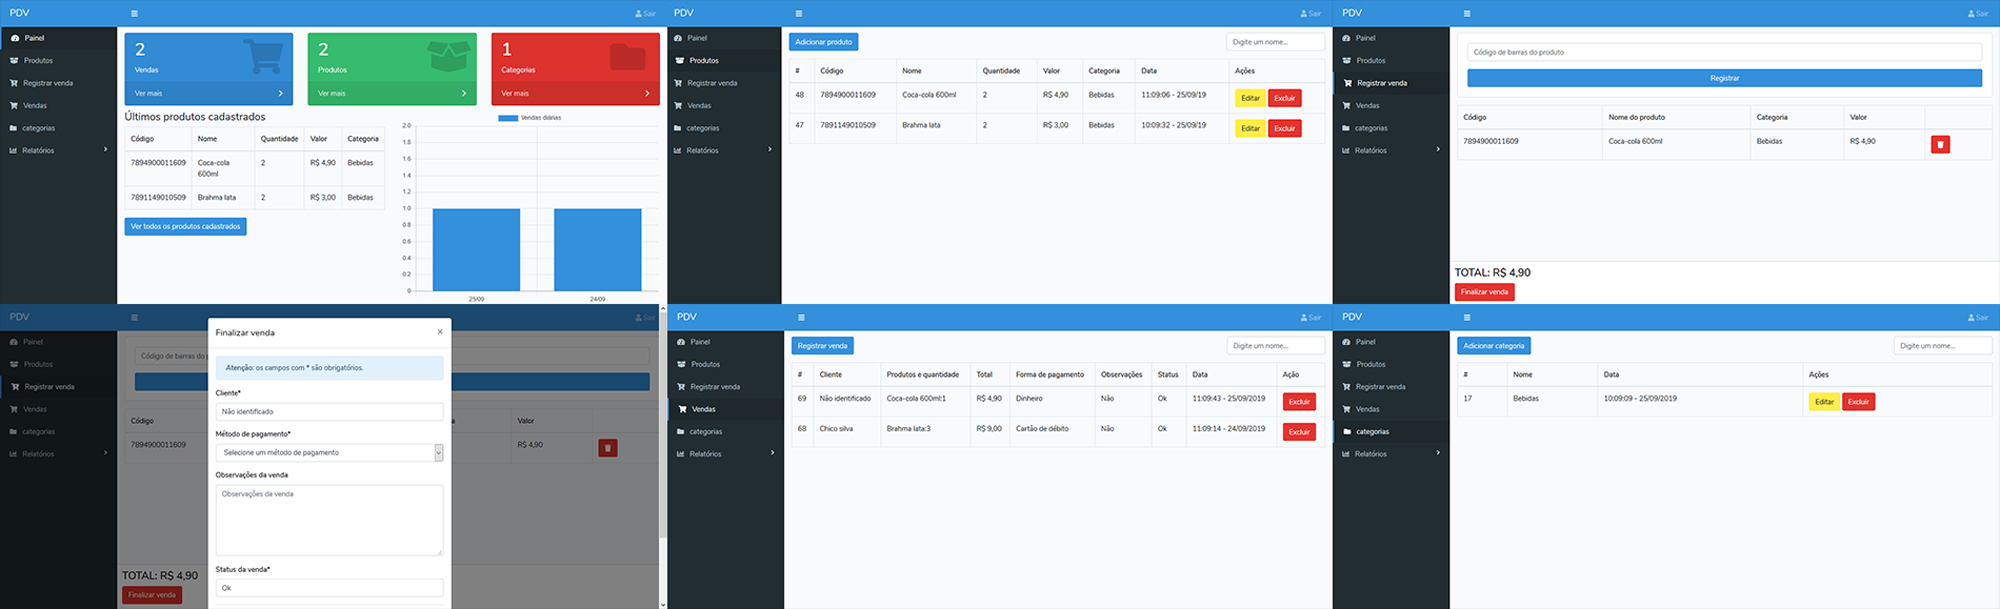 PDV
Sair
Painel
Produtos
Registrar venda
Vendas
categorias
Relatórios
2
Vendas
Ver mais
2
Produtos
Ver mais
1
Categorias
Ver mais
Últimos produtos cadastrados
Código Nome Quantidade Valor Categoria
7894900011609 Coca-cola 600ml 2 R$ 4,90 Bebidas
7891149010509 Brahma lata 2 R$ 3,00 Bebidas
Ver todos os produtos cadastrados
Vendas diárias
2.0
1.8
1.6
1.4
1.2
1.0
0.8
0.6
0.4
0.2
0
25/09 24/09
PDV
Sair
Painel
Produtos
Registrar venda
Vendas
categorias
Relatórios
Adicionar produto
Digite um nome...
# Código Nome Quantidade Valor Categoria Data Ações
48 7894900011609 Coca-cola 600ml 2 R$ 4,90 Bebidas 11:09:06 - 25/09/19 Editar Excluir
47 7891149010509 Brahma lata 2 R$ 3,00 Bebidas 10:09:32 - 25/09/19 Editar Excluir
PDV
Sair
Painel
Produtos
Registrar venda
Vendas
categorias
Relatórios
Código de barras do produto
Registrar
Código Nome do produto Categoria Valor
7894900011609 Coca-cola 600ml Bebidas R$ 4,90
TOTAL: R$ 4,90
Finalizar venda
PDV
Sair
Painel
Produtos
Registrar venda
Vendas
categorias
Relatórios
Código de barras do p
Código Valor
7894900011609 R$ 4,90
TOTAL: R$ 4,90
Finalizar venda
Finalizar venda ×
Atenção: os campos com * são obrigatórios.
Cliente*
Não identificado
Método de pagamento*
Selecione um método de pagamento
Observações da venda
Observações da venda
Status da venda*
Ok
PDV
Sair
Painel
Produtos
Registrar venda
Vendas
categorias
Relatórios
Registrar venda
Digite um nome...
# Cliente Produtos e quantidade Total Forma de pagamento Observações Status Data Ação
69 Não identificado Coca-cola 600ml:1 R$ 4,90 Dinheiro Não Ok 11:09:43 - 25/09/2019 Excluir
68 Chico silva Brahma lata:3 R$ 9,00 Cartão de débito Não Ok 11:09:14 - 24/09/2019 Excluir
PDV
Sair
Painel
Produtos
Registrar venda
Vendas
categorias
Relatórios
Adicionar categoria
Digite um nome...
# Nome Data Ações
17 Bebidas 10:09:09 - 25/09/2019 Editar Excluir